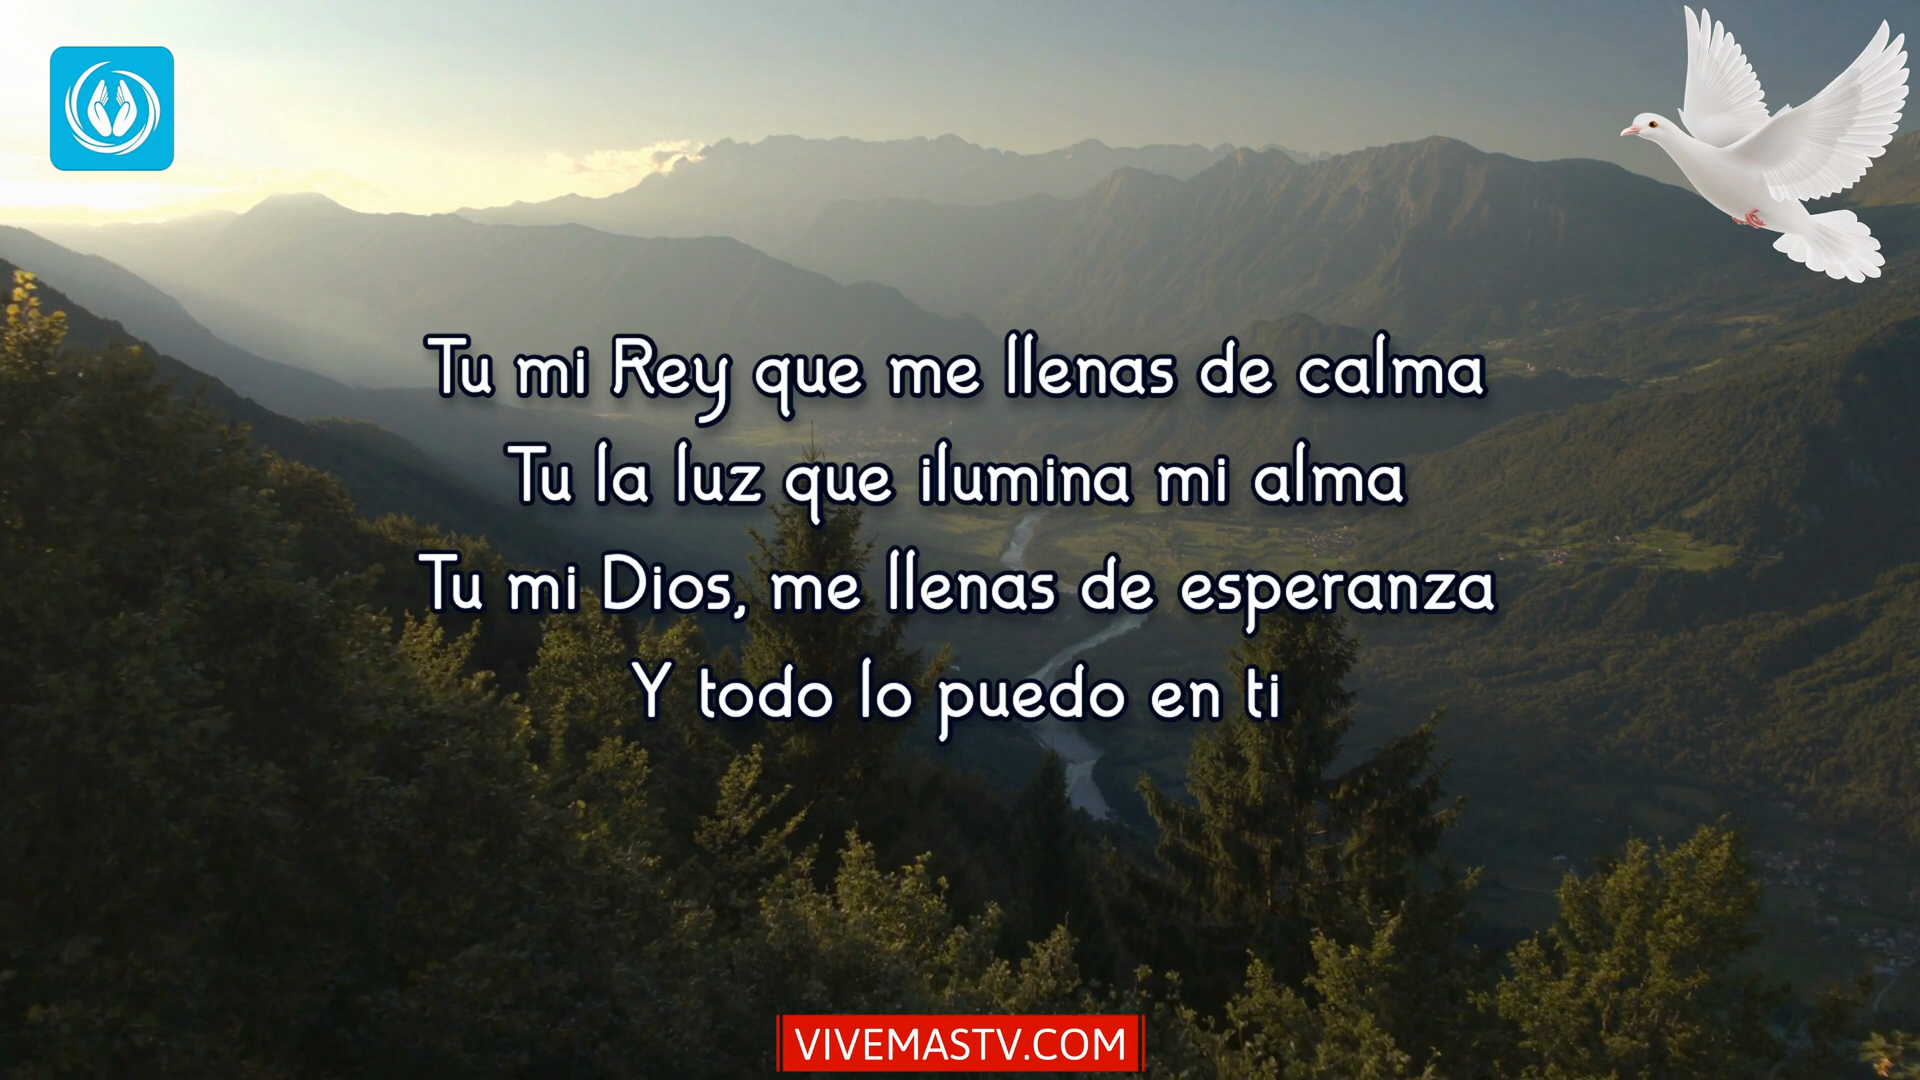 Tu mi Rey que me llenas de calma
Tu la luz que ilumina mi alma
Tu mi Dios, me llenas de esperanza
Y todo lo puedo en ti
VIVEMASTV.COM